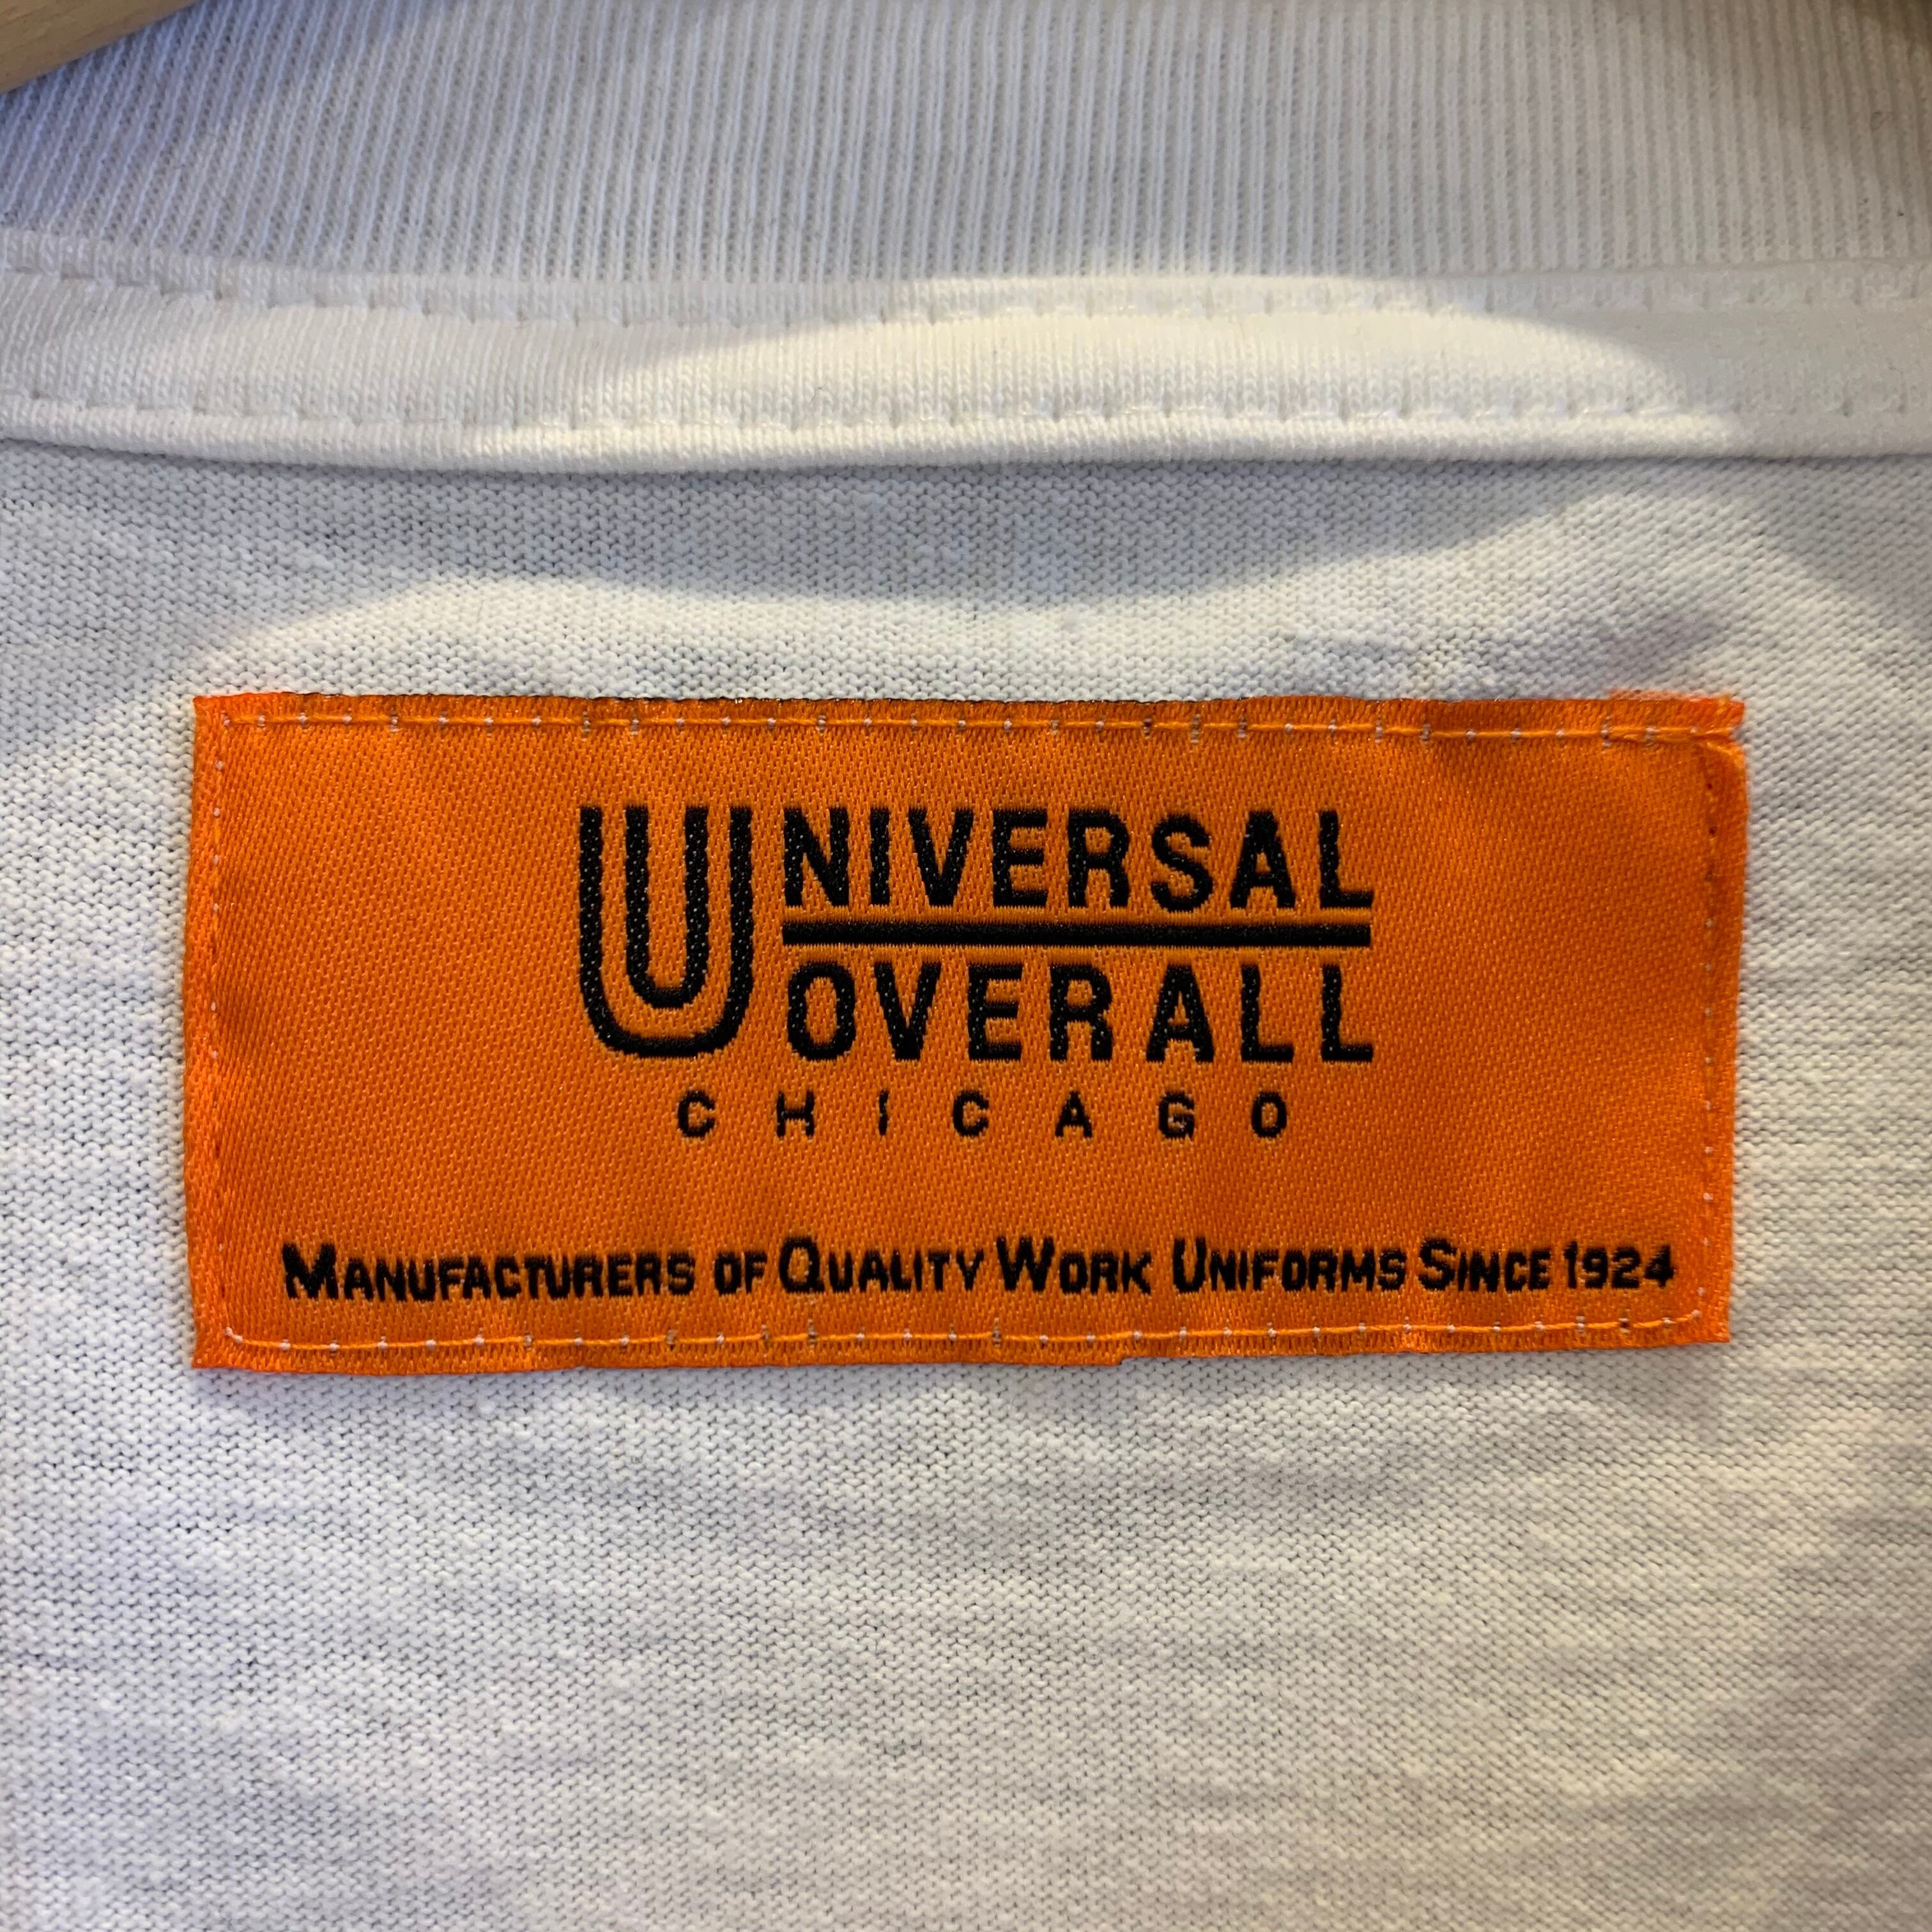 UNIVERSAL
OVERALL
CHICAGO
MANUFACTURERS OF QUALITY WORK UNIFORMS SINCE 1924